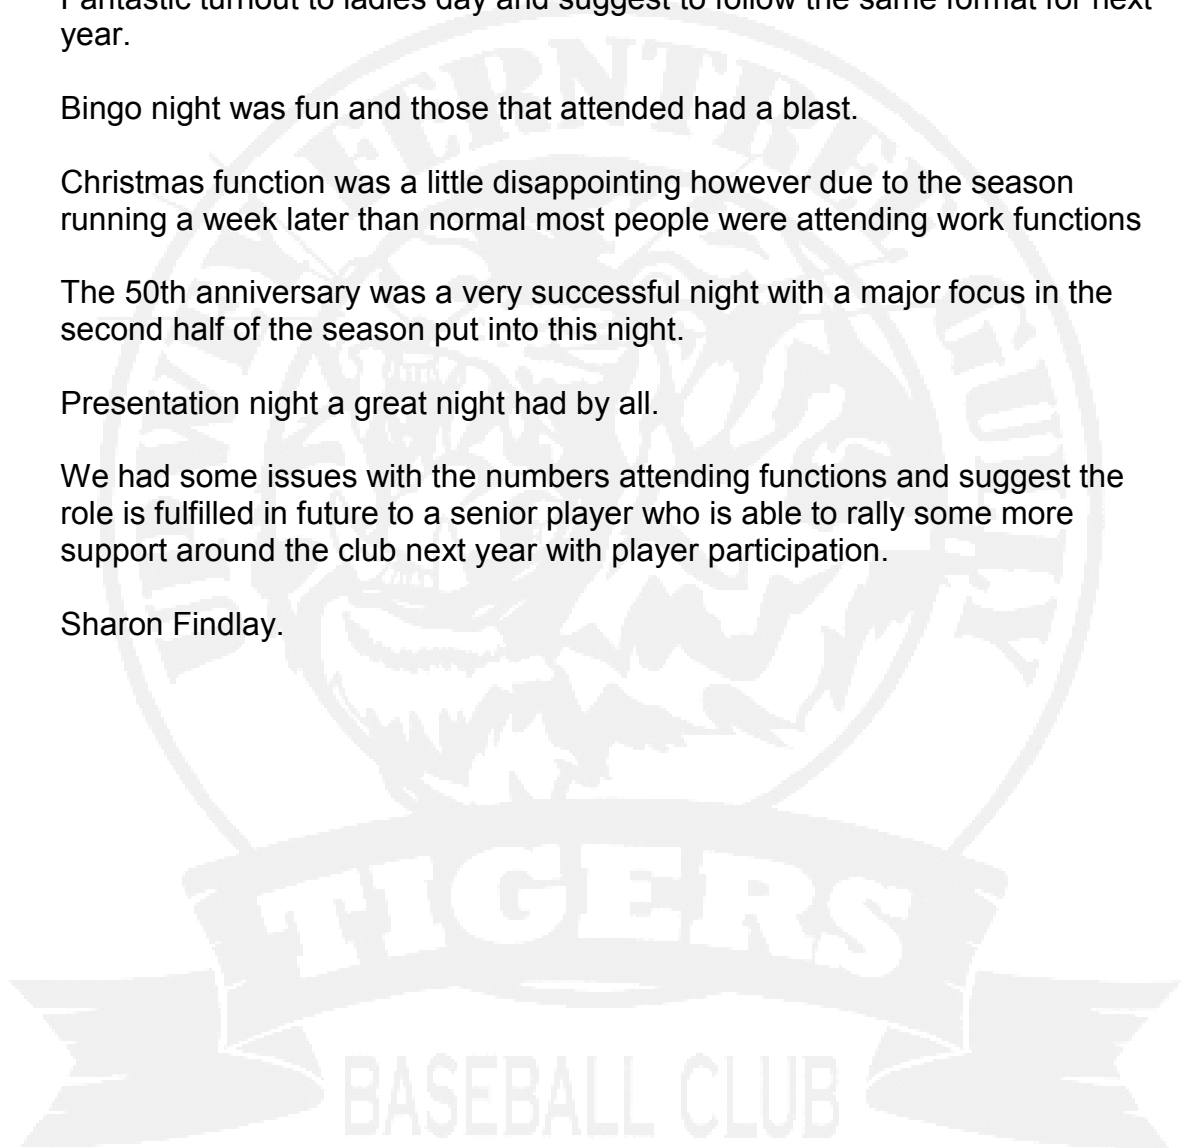 Fantastic turnout to ladies day and suggest to follow the same format for next
year.
Bingo night was fun and those that attended had a blast.
Christmas function was a little disappointing however due to the season
running a week later than normal most people were attending work functions
The 50th anniversary was a very successful night with a major focus in the
second half of the season put into this night.
Presentation night a great night had by all.
We had some issues with the numbers attending functions and suggest the
role is fulfilled in future to a senior player who is able to rally some more
support around the club next year with player participation.
Sharon Findlay.
UPWEY FERNTREE GULLY
TIGERS
BASEBALL CLUB